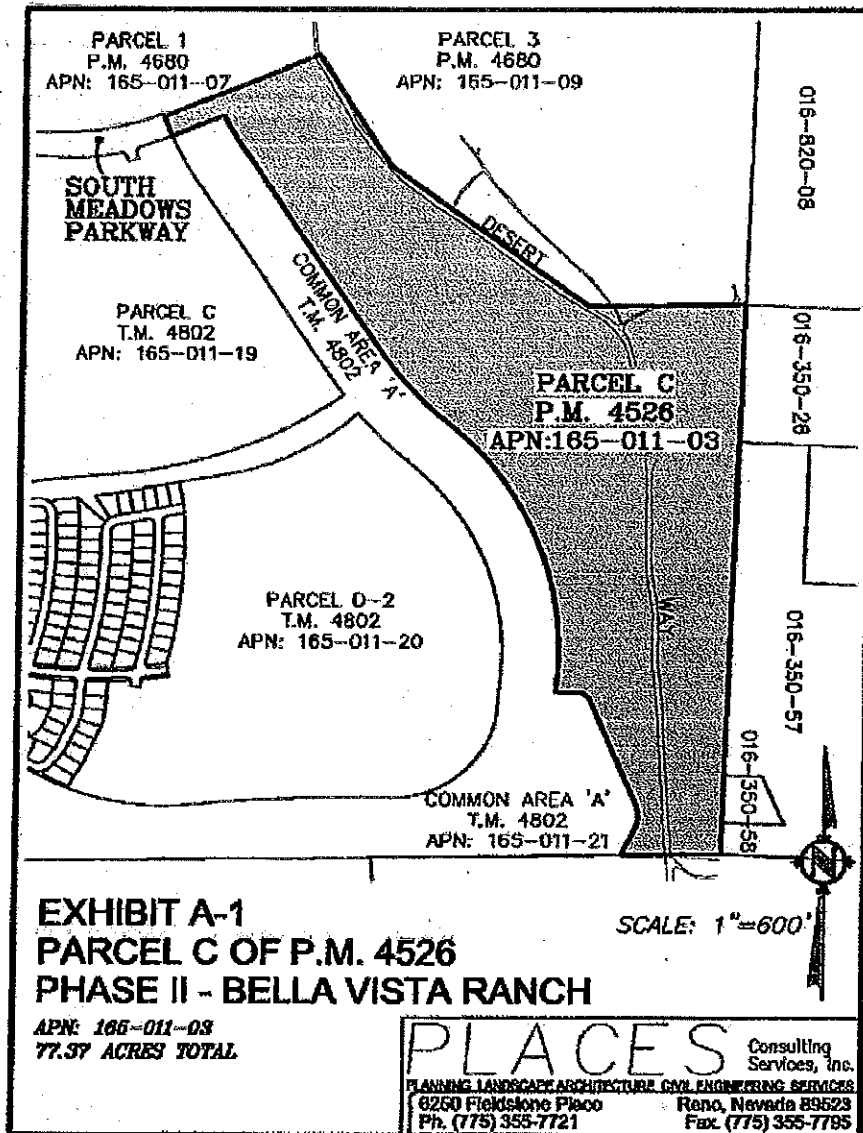 PARCEL 1
P.M. 4680
APN: 165-011-07
PARCEL 3
P.M. 4680
APN: 165-011-09
016-820-08
SOUTH
MEADOWS
PARKWAY
DESERT
COMMON AREA 'A'
T.M. 4802
PARCEL C
T.M. 4802
APN: 165-011-19
016-350-26
PARCEL C
P.M. 4526
APN:165-011-03
PARCEL D-2
T.M. 4802
APN: 165-011-20
WAY
016-350-57
016-350-58
COMMON AREA 'A'
T.M. 4802
APN: 165-011-21
N
EXHIBIT A-1
PARCEL C OF P.M. 4526
PHASE II - BELLA VISTA RANCH
SCALE: 1"=600'
APN: 165-011-03
77.37 ACRES TOTAL
PLACES Consulting
Services, Inc.
PLANNING LANDSCAPE ARCHITECTURE CIVIL ENGINEERING SERVICES
6250 Fieldstone Place Reno, Nevada 89523
Ph. (775) 355-7721 Fax. (775) 355-7795